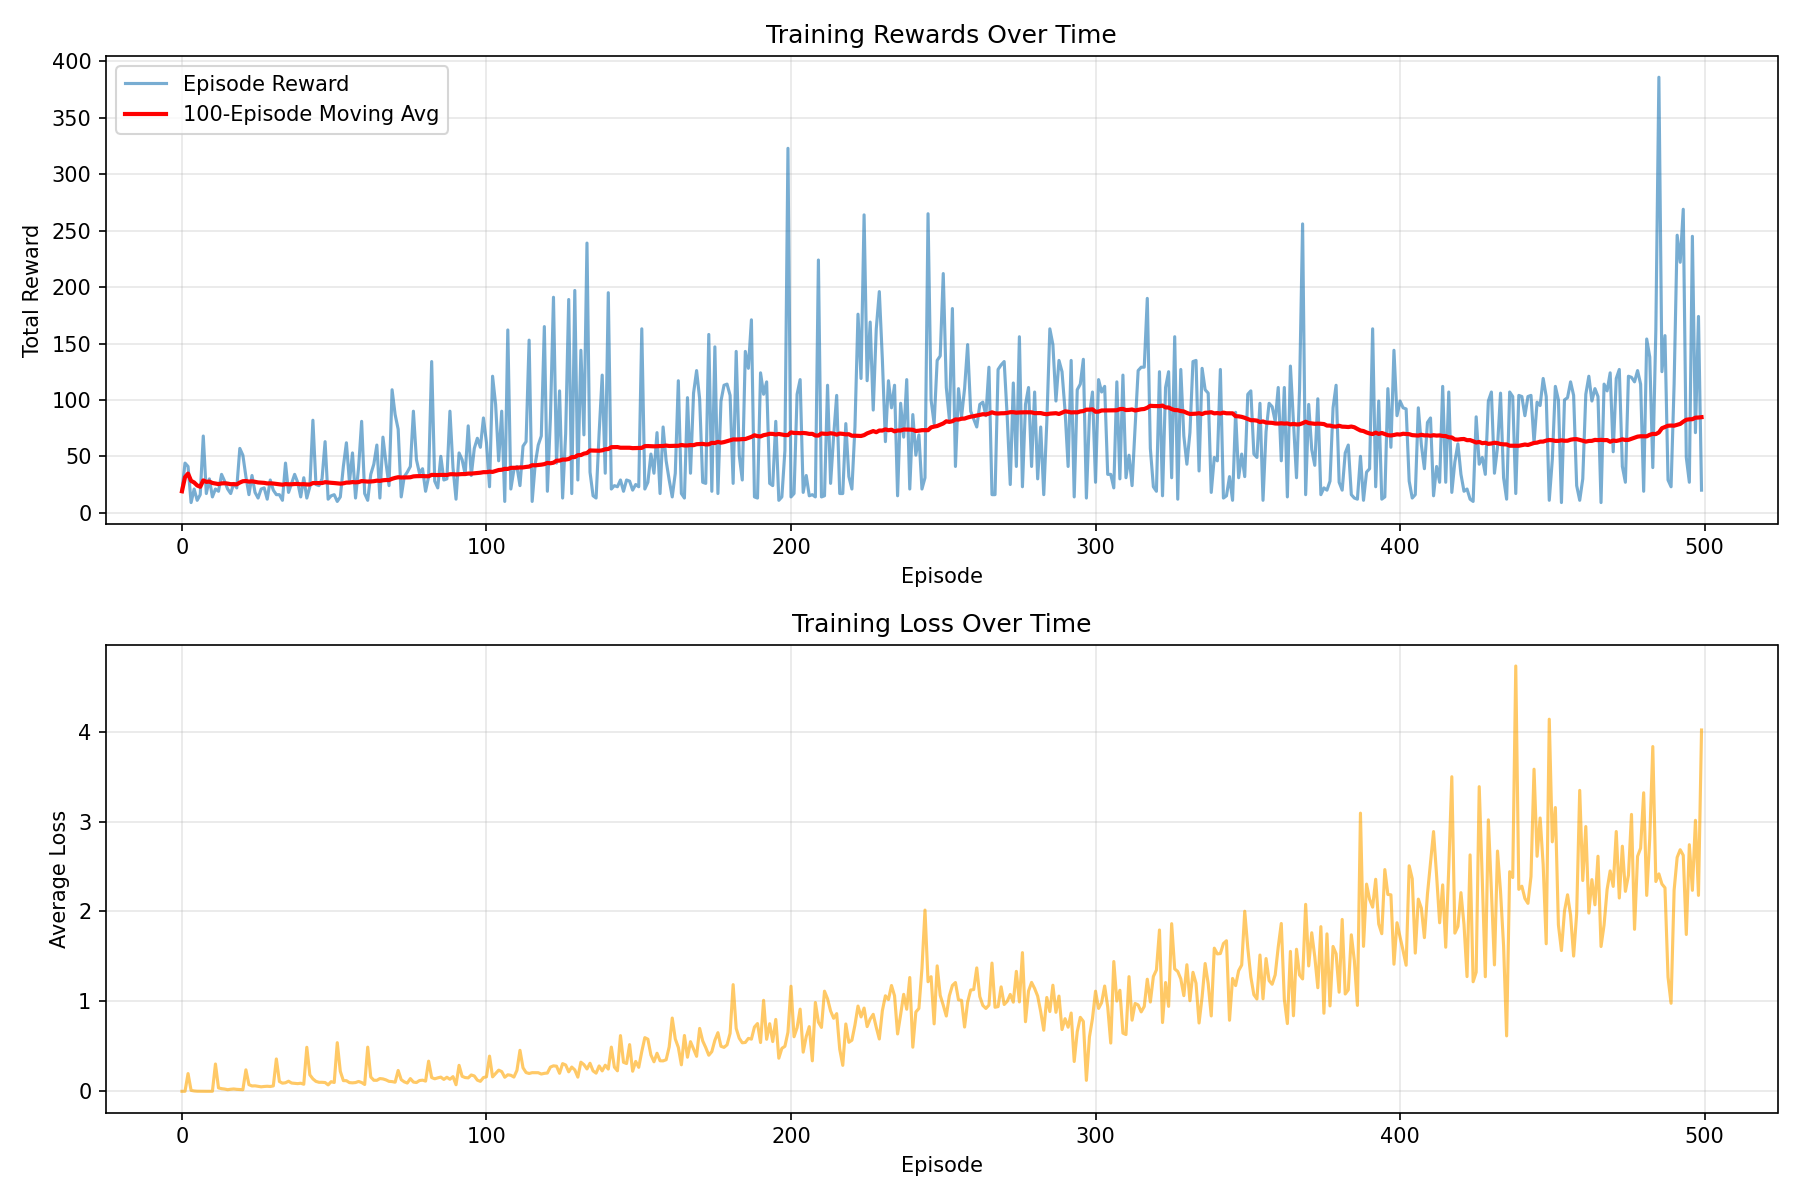 Training Rewards Over Time
400
350
300
250
200
150
100
50
0
Total Reward
Episode Reward
100-Episode Moving Avg
0 100 200 300 400 500
Episode
Training Loss Over Time
4
3
2
1
0
Average Loss
0 100 200 300 400 500
Episode